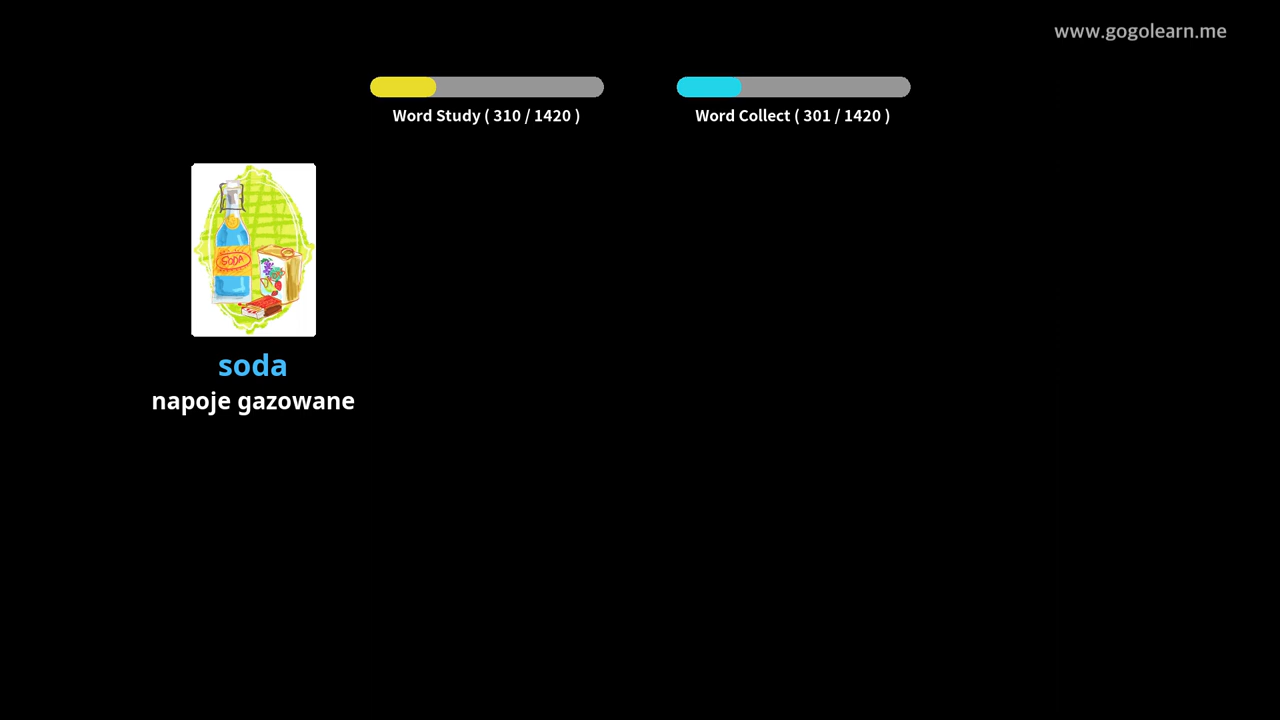 www.gogolearn.me
Word Study ( 310 / 1420 )
Word Collect ( 301 / 1420 )
SODA
soda
napoje gazowane